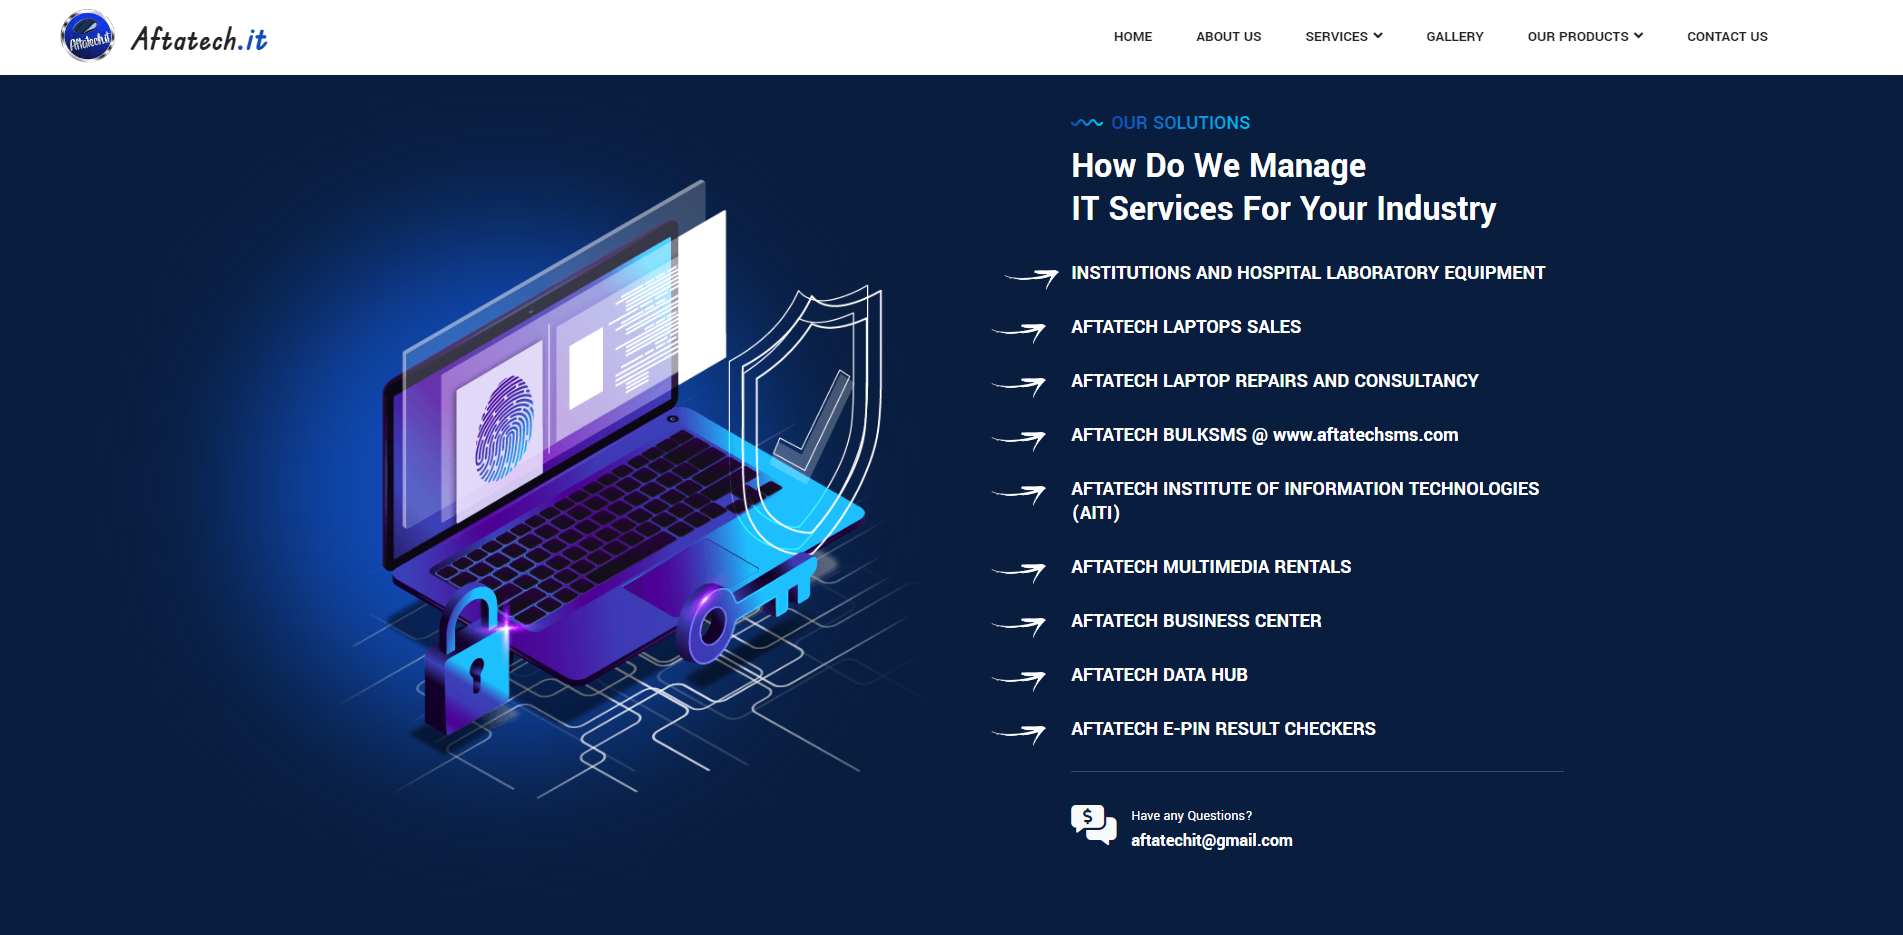 Aftatech.it
Aftatech.it
HOME
ABOUT US
SERVICES
GALLERY
OUR PRODUCTS
CONTACT US
OUR SOLUTIONS
How Do We Manage
IT Services For Your Industry
INSTITUTIONS AND HOSPITAL LABORATORY EQUIPMENT
AFTATECH LAPTOPS SALES
AFTATECH LAPTOP REPAIRS AND CONSULTANCY
AFTATECH BULKSMS @ www.aftatechsms.com
AFTATECH INSTITUTE OF INFORMATION TECHNOLOGIES
(AITI)
AFTATECH MULTIMEDIA RENTALS
AFTATECH BUSINESS CENTER
AFTATECH DATA HUB
AFTATECH E-PIN RESULT CHECKERS
$
Have any Questions?
aftatechit@gmail.com